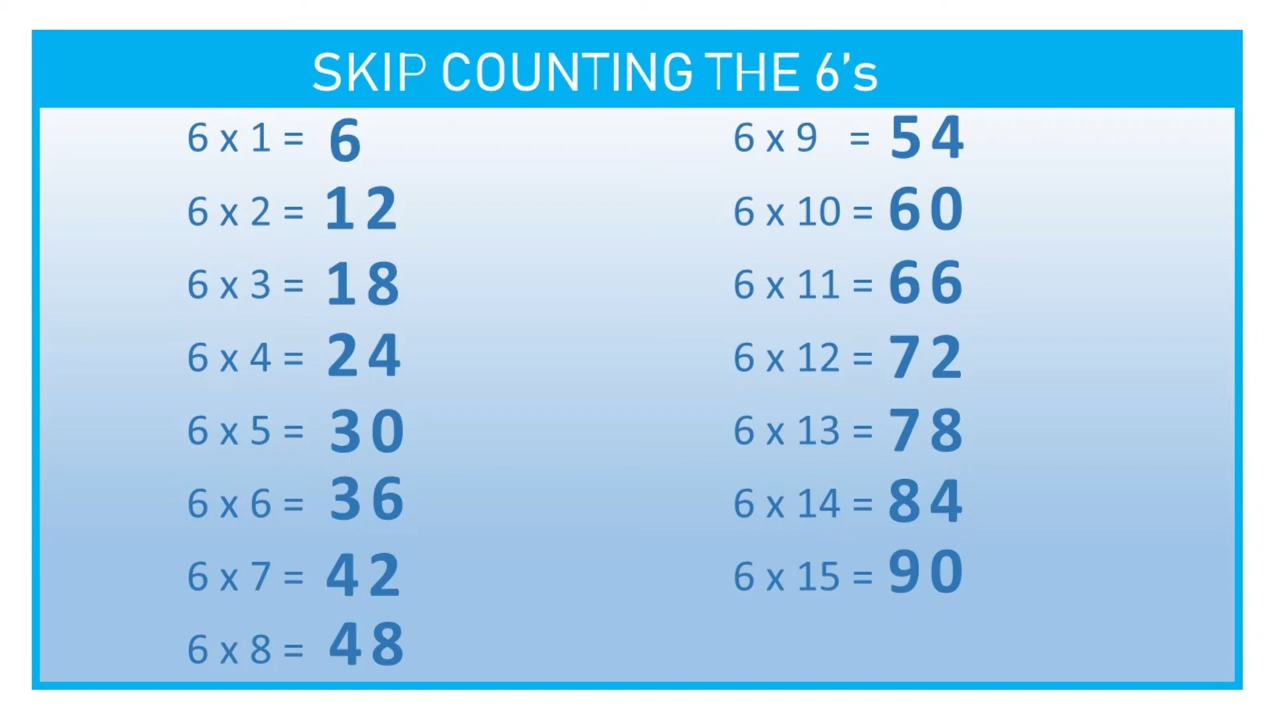 SKIP COUNTING THE 6's
6 x 1 = 6
6 x 2 = 12
6 x 3 = 18
6 x 4 = 24
6 x 5 = 30
6 x 6 = 36
6 x 7 = 42
6 x 8 = 48
6 x 9 = 54
6 x 10 = 60
6 x 11 = 66
6 x 12 = 72
6 x 13 = 78
6 x 14 = 84
6 x 15 = 90